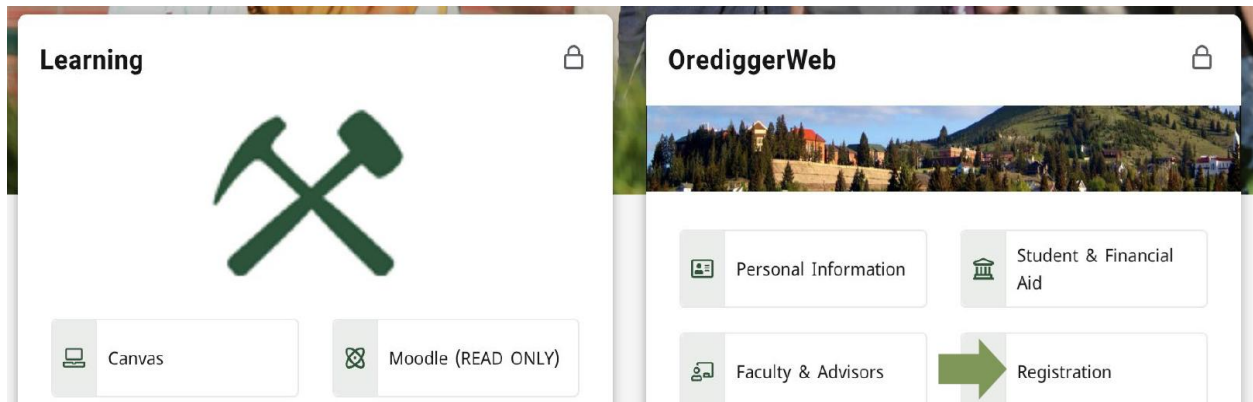 Learning
Canvas
Moodle (READ ONLY)
OrediggerWeb
Personal Information
Student & Financial
Aid
Faculty & Advisors
Registration